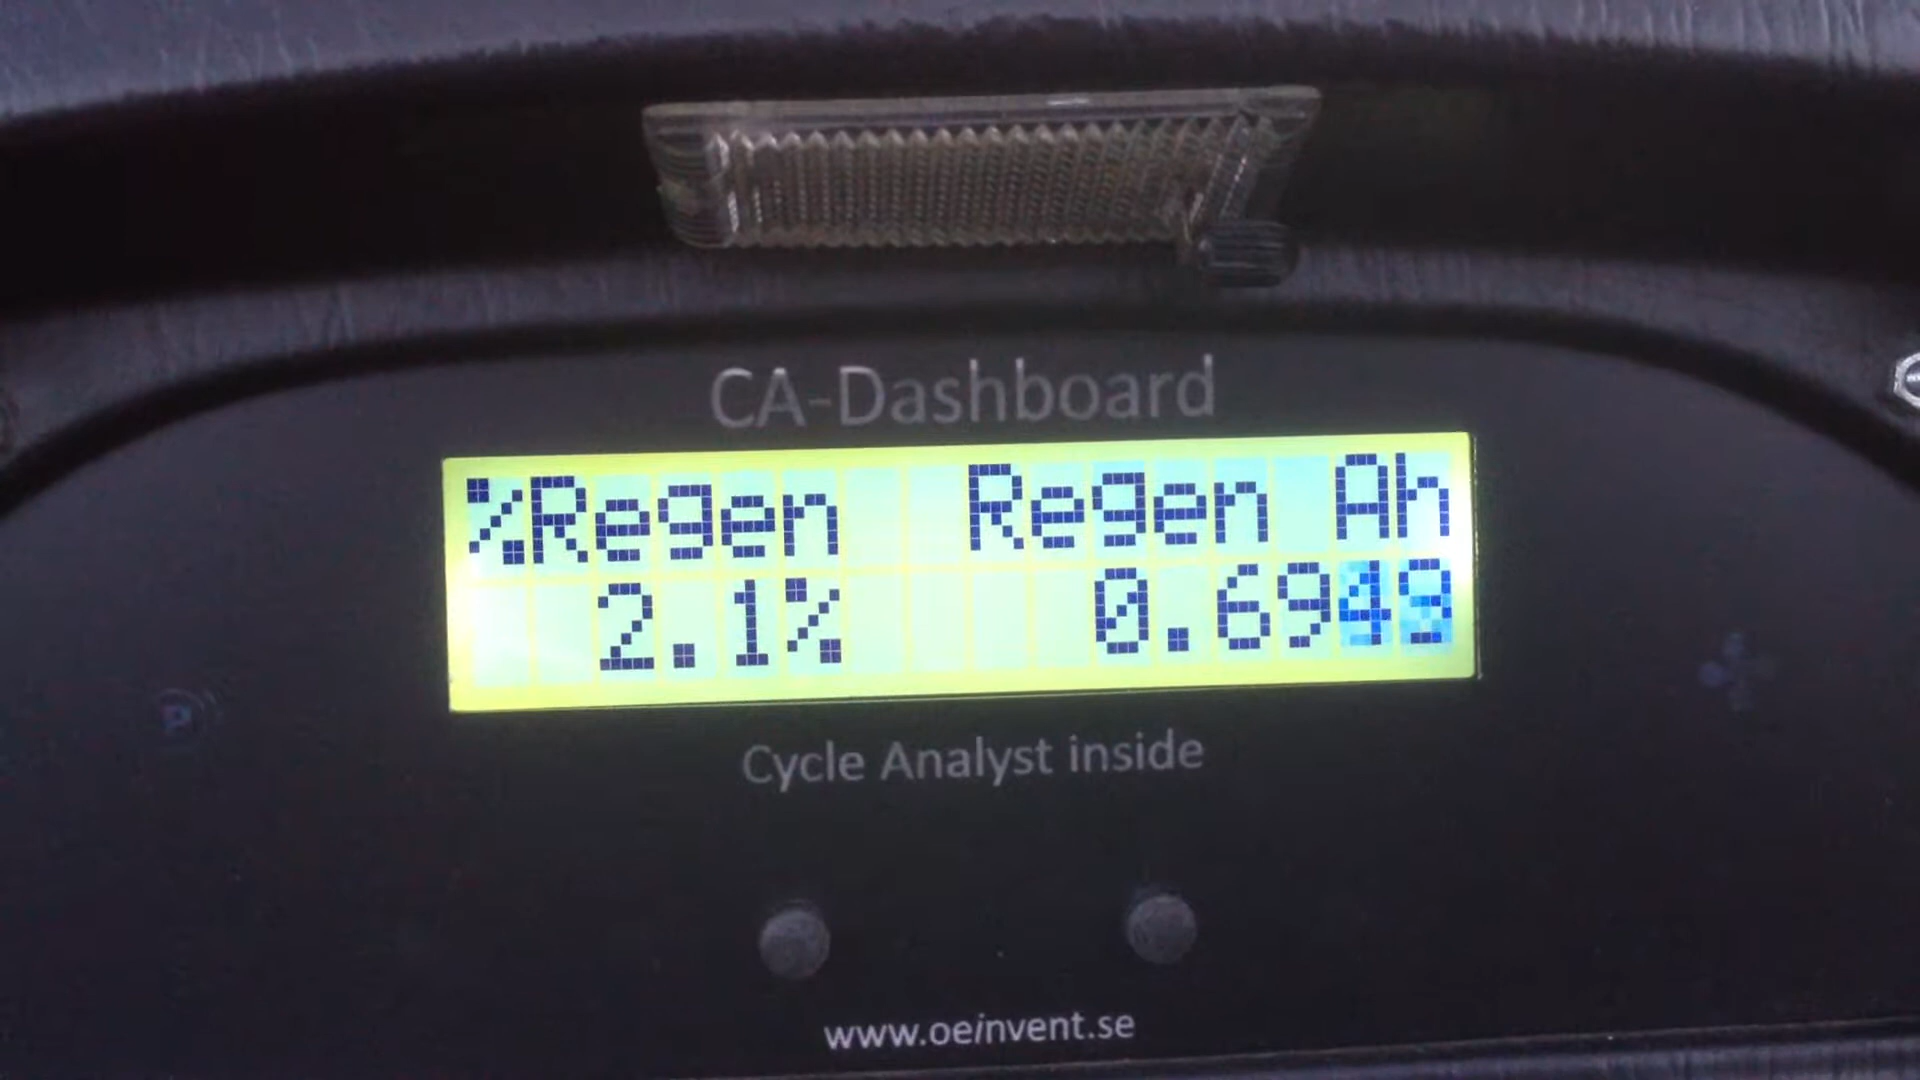 CA-Dashboard
%Regen Regen Ah
2.1% 0.6949
Cycle Analyst inside
www.oeinvent.se